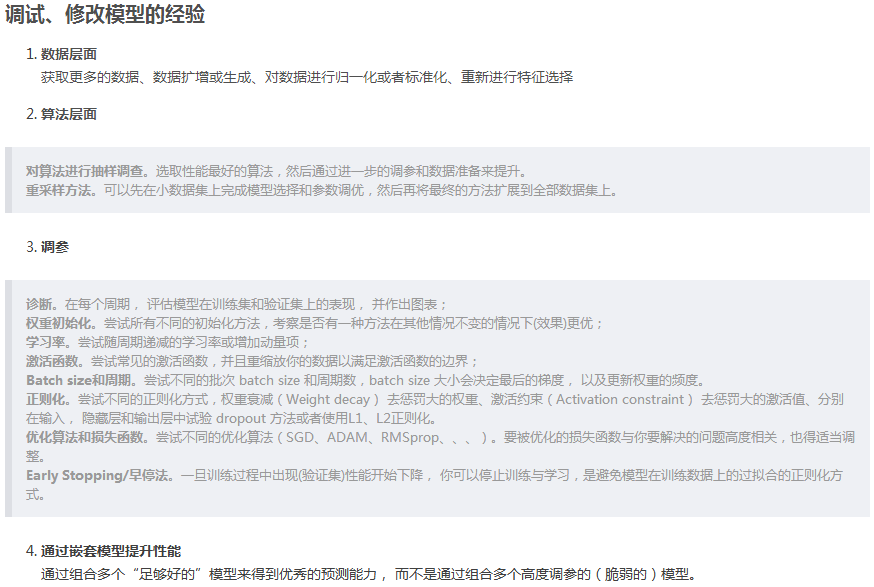 调试、修改模型的经验
1. 数据层面
获取更多的数据、数据扩增或生成、对数据进行归一化或者标准化、重新进行特征选择
2. 算法层面
对算法进行抽样调查。选取性能最好的算法，然后通过进一步的调参和数据准备来提升。
重采样方法。可以先在小数据集上完成模型选择和参数调优，然后再将最终的方法扩展到全部数据集上。
3. 调参
诊断。在每个周期， 评估模型在训练集和验证集上的表现， 并作出图表；
权重初始化。尝试所有不同的初始化方法，考察是否有一种方法在其他情况不变的情况下(效果)更优；
学习率。尝试随周期递减的学习率或增加动量项；
激活函数。尝试常见的激活函数，并且重缩放你的数据以满足激活函数的边界；
Batch size和周期。尝试不同的批次 batch size 和周期数，batch size 大小会决定最后的梯度， 以及更新权重的频度。
正则化。尝试不同的正则化方式，权重衰减（Weight decay） 去惩罚大的权重、激活约束（Activation constraint） 去惩罚大的激活值、分别
在输入， 隐藏层和输出层中试验 dropout 方法或者使用L1、L2正则化。
优化算法和损失函数。尝试不同的优化算法（SGD、ADAM、RMSprop、、、）。要被优化的损失函数与你要解决的问题高度相关，也得适当调
整。
Early Stopping/早停法。一旦训练过程中出现(验证集)性能开始下降， 你可以停止训练与学习，是避免模型在训练数据上的过拟合的正则化方
式。
4. 通过嵌套模型提升性能
通过组合多个“足够好的”模型来得到优秀的预测能力， 而不是通过组合多个高度调参的（脆弱的）模型。